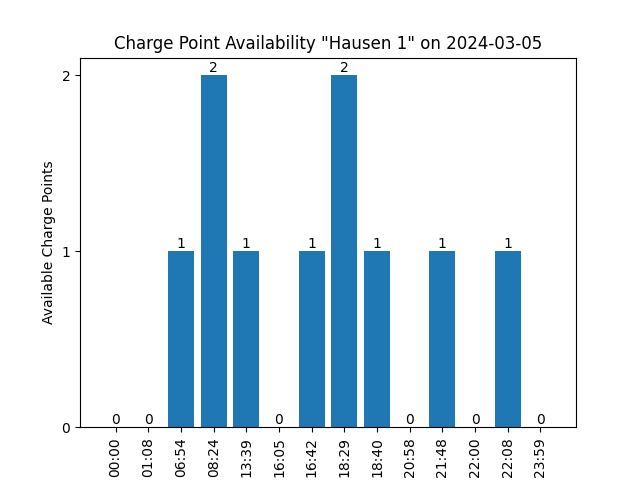 Charge Point Availability "Hausen 1" on 2024-03-05
Available Charge Points
2
1
0
0 0 1 2 1 0 1 2 1 0 1 0 1 0
00:00 01:08 06:54 08:24 13:39 16:05 16:42 18:29 18:40 20:58 21:48 22:00 22:08 23:59